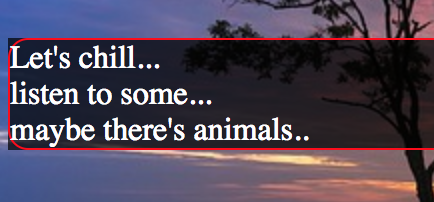 Let's chill...
listen to some...
maybe there's animals..